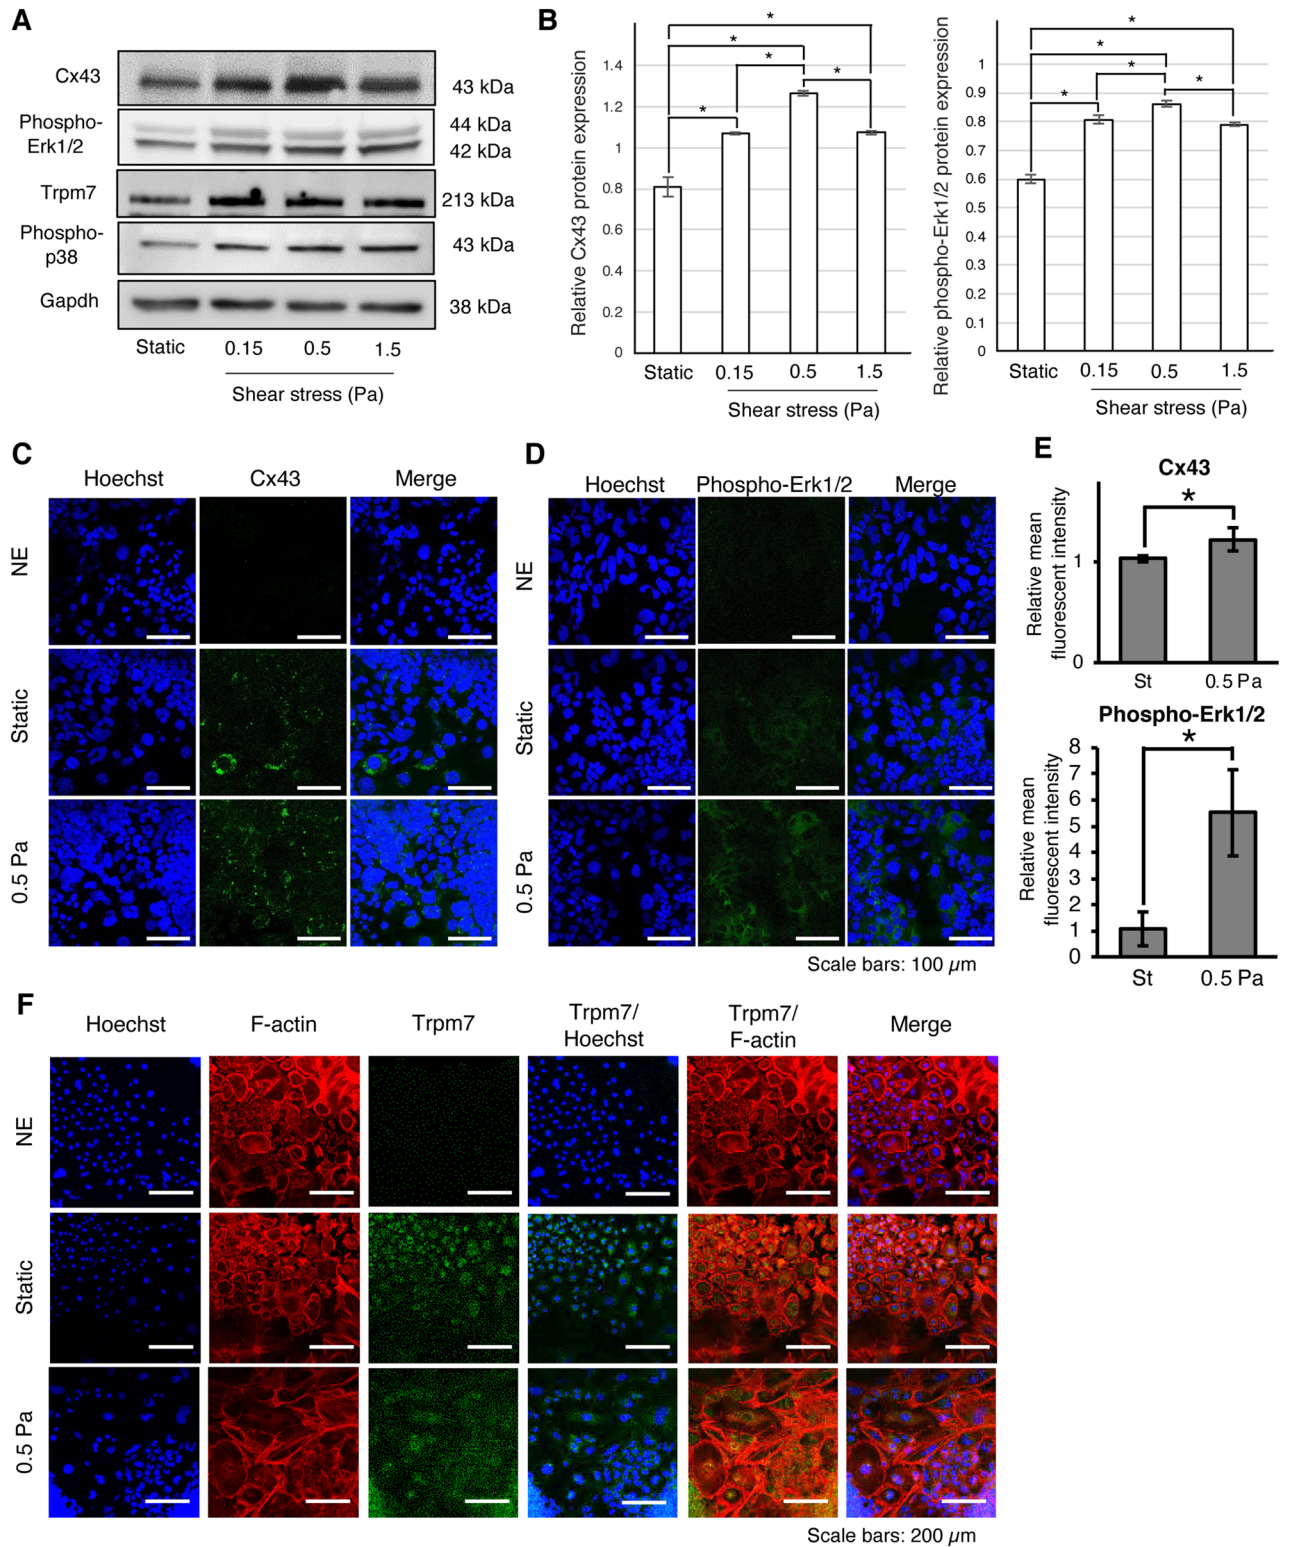 A
Cx43
43 kDa
Phospho-
Erk1/2
44 kDa
42 kDa
Trpm7
213 kDa
Phospho-
p38
43 kDa
Gapdh
38 kDa
Static
0.15
0.5
1.5
Shear stress (Pa)
B
Relative Cx43 protein expression
1.4
1.2
1
0.8
0.6
0.4
0.2
0
*
*
*
*
*
Static
0.15
0.5
1.5
Shear stress (Pa)
Relative phospho-Erk1/2 protein expression
1
0.9
0.8
0.7
0.6
0.5
0.4
0.3
0.2
0.1
0
*
*
*
*
*
Static
0.15
0.5
1.5
Shear stress (Pa)
C
Hoechst
Cx43
Merge
NE
Static
0.5 Pa
D
Hoechst
Phospho-Erk1/2
Merge
NE
Static
0.5 Pa
Scale bars: 100 µm
E
Cx43
Relative mean
fluorescent intensity
1
0
*
St
0.5 Pa
Phospho-Erk1/2
Relative mean
fluorescent intensity
8
7
6
5
4
3
2
1
0
*
St
0.5 Pa
F
Hoechst
F-actin
Trpm7
Trpm7/
Hoechst
Trpm7/
F-actin
Merge
NE
Static
0.5 Pa
Scale bars: 200 µm